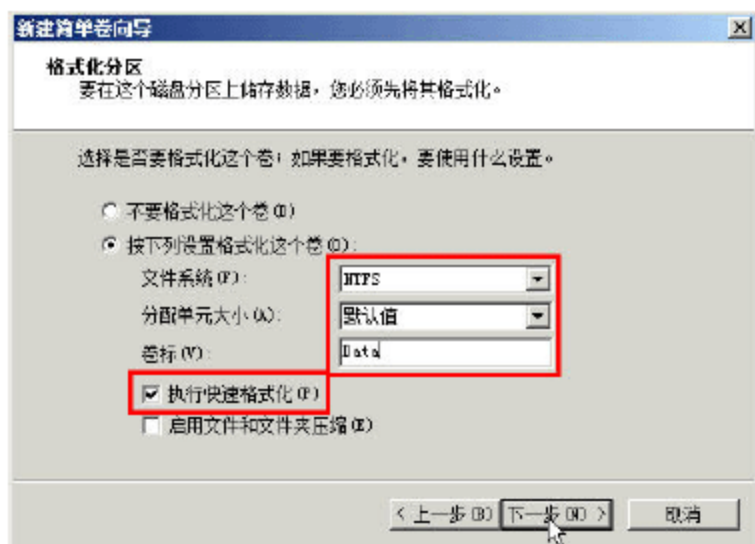 新建简单卷向导
格式化分区
要在这个磁盘分区上储存数据，您必须先将其格式化。
选择是否要格式化这个卷；如果要格式化，要使用什么设置。
不要格式化这个卷(D)
按下列设置格式化这个卷(O):
文件系统(F): NTFS
分配单元大小(A): 默认值
卷标(V): Data
执行快速格式化(P)
启用文件和文件夹压缩(E)
< 上一步(B) 下一步(N) > 取消